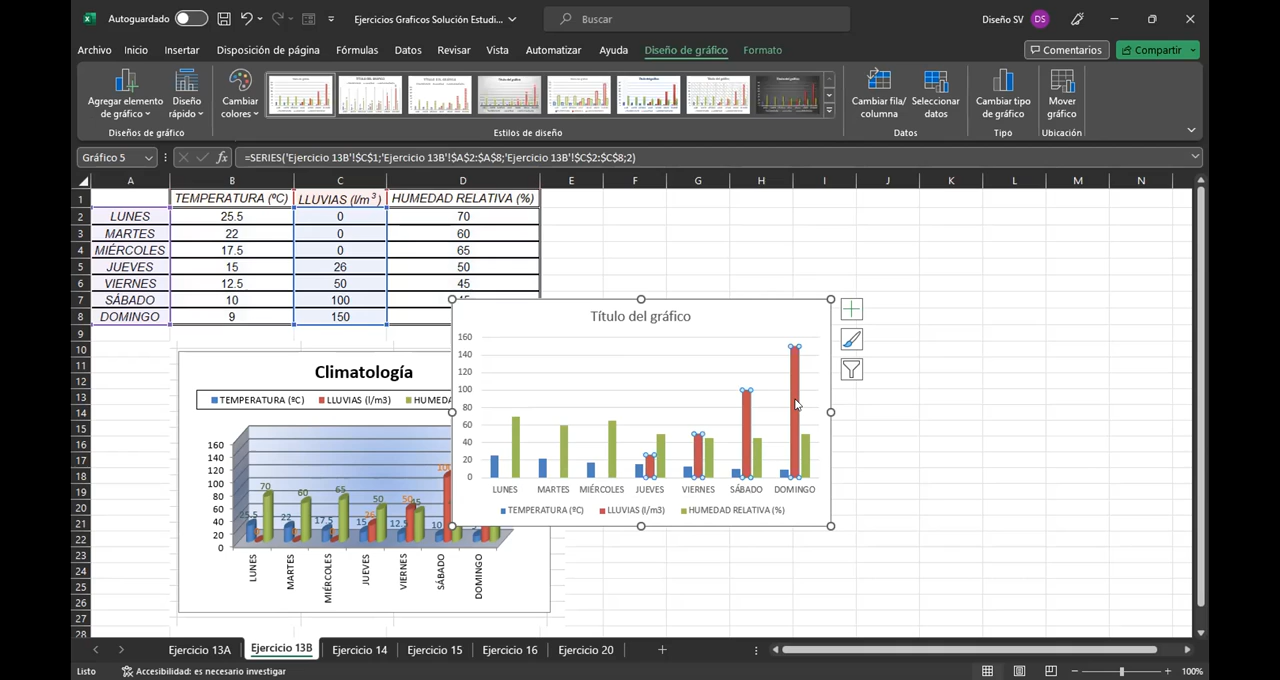 Autoguardado
Ejercicios Graficos Solución Estudi...
Buscar
Diseño SV
DS
Archivo Inicio Insertar Disposición de página Fórmulas Datos Revisar Vista Automatizar Ayuda Diseño de gráfico Formato
Comentarios Compartir
Agregar elemento de gráfico
Diseño rápido
Cambiar colores
Cambiar fila/ columna
Seleccionar datos
Cambiar tipo de gráfico
Mover gráfico
Diseños de gráfico Estilos de diseño Datos Tipo Ubicación
Gráfico 5 fx =SERIES('Ejercicio 13B'!$C$1;'Ejercicio 13B'!$A$2:$A$8;'Ejercicio 13B'!$C$2:$C$8;2)
A B C D E F G H I J K L M N
1 TEMPERATURA (ºC) LLUVIAS (l/m³) HUMEDAD RELATIVA (%)
2 LUNES 25.5 0 70
3 MARTES 22 0 60
4 MIÉRCOLES 17.5 0 65
5 JUEVES 15 26 50
6 VIERNES 12.5 50 45
7 SÁBADO 10 100
8 DOMINGO 9 150
9
10
11
12
13
14
15
16
17
18
19
20
21
22
23
24
25
26
27
28
Climatología
TEMPERATURA (ºC) LLUVIAS (l/m3)
160
140
120
100
80
60
40
20
0
70 60 65 50 50 45
22 17.5 15 26 12.5 10
LUNES MARTES MIÉRCOLES JUEVES VIERNES SÁBADO DOMINGO
Título del gráfico
160
140
120
100
80
60
40
20
0
LUNES MARTES MIÉRCOLES JUEVES VIERNES SÁBADO DOMINGO
TEMPERATURA (ºC) LLUVIAS (l/m3) HUMEDAD RELATIVA (%)
Ejercicio 13A Ejercicio 13B Ejercicio 14 Ejercicio 15 Ejercicio 16 Ejercicio 20
Listo Accesibilidad: es necesario investigar 100%